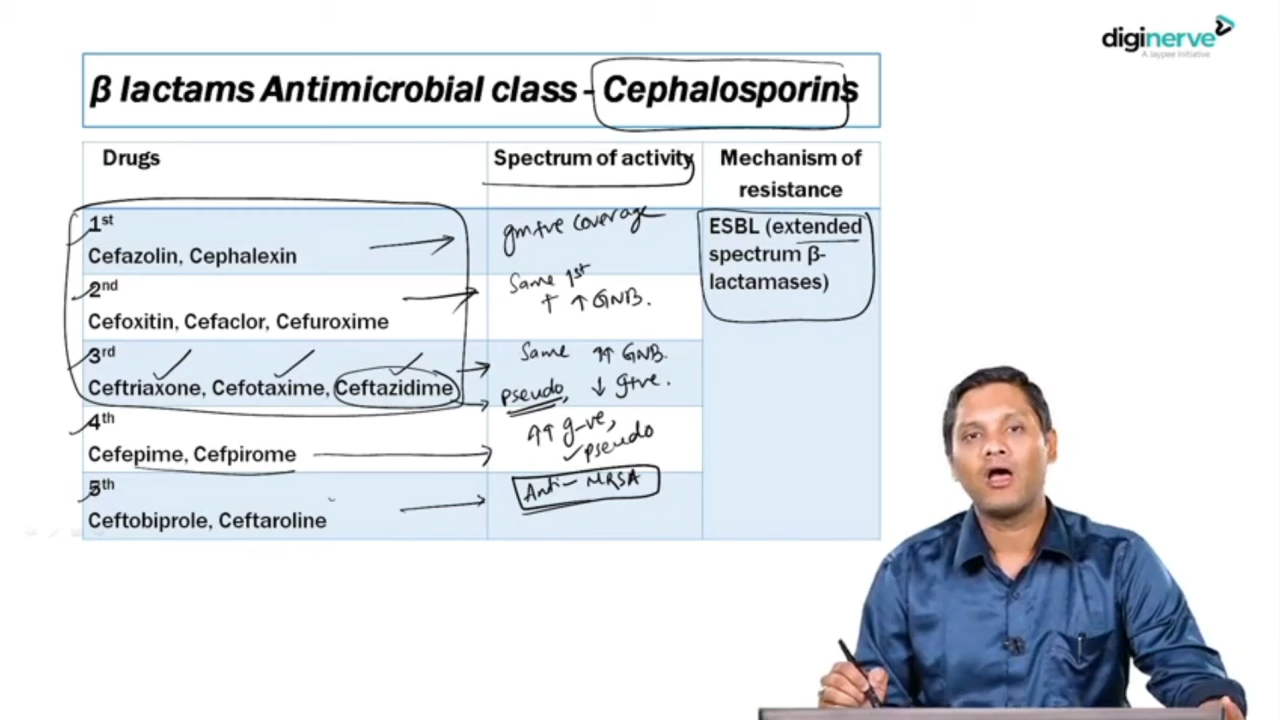 diginerve
A Jaypee Initiative
β lactams Antimicrobial class - Cephalosporins
Drugs
Spectrum of activity
Mechanism of
resistance
1st
Cefazolin, Cephalexin
gm+ve coverage
ESBL (extended
spectrum β-
lactamases)
2nd
Cefoxitin, Cefaclor, Cefuroxime
Same 1st
+ ↑ GNB.
3rd
Ceftriaxone, Cefotaxime, Ceftazidime
Same ↑↑ GNB.
pseudo, ↓ g+ve.
4th
Cefepime, Cefpirome
↑↑ g-ve,
✓pseudo
5th
Ceftobiprole, Ceftaroline
Anti-MRSA